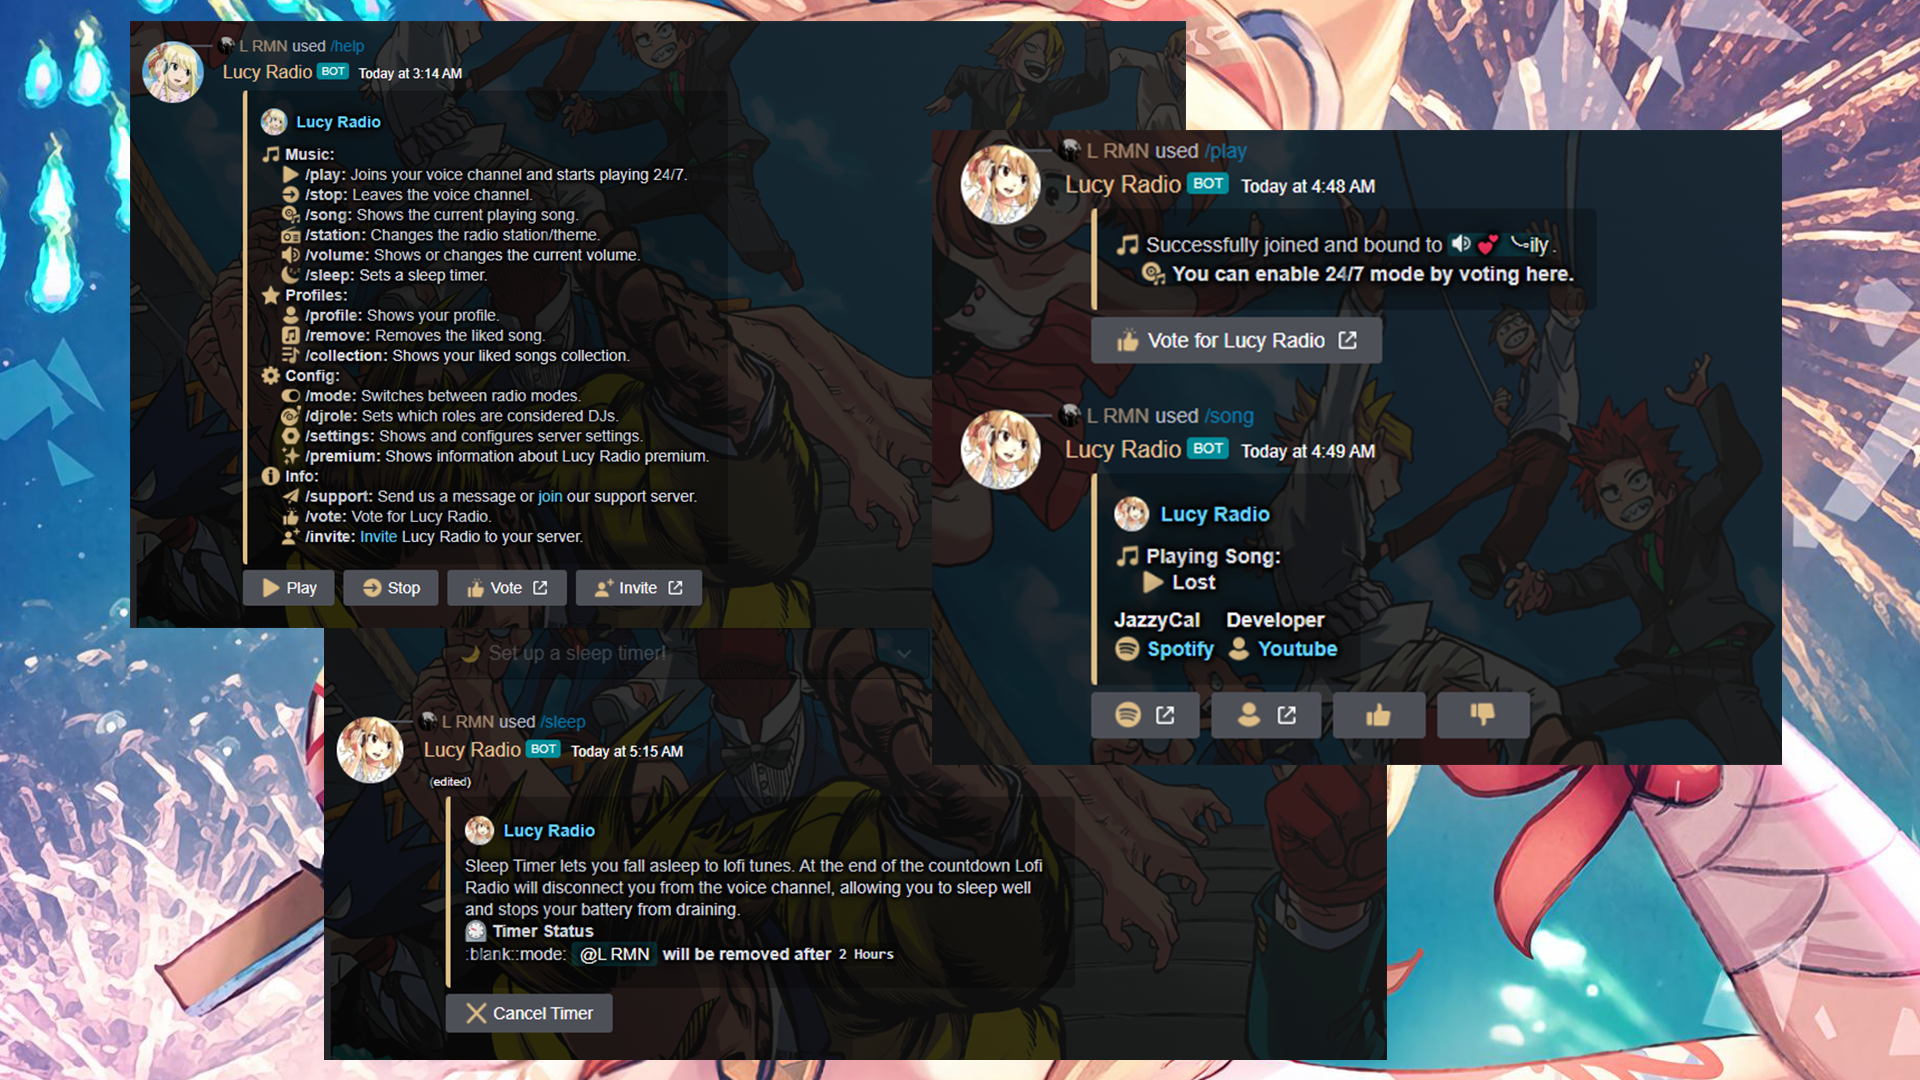 L RMN used /help
Lucy Radio BOT Today at 3:14 AM
Lucy Radio
Music:
/play: Joins your voice channel and starts playing 24/7.
/stop: Leaves the voice channel.
/song: Shows the current playing song.
/station: Changes the radio station/theme.
/volume: Shows or changes the current volume.
/sleep: Sets a sleep timer.
Profiles:
/profile: Shows your profile.
/remove: Removes the liked song.
/collection: Shows your liked songs collection.
Config:
/mode: Switches between radio modes.
/djrole: Sets which roles are considered DJs.
/settings: Shows and configures server settings.
/premium: Shows information about Lucy Radio premium.
Info:
/support: Send us a message or join our support server.
/vote: Vote for Lucy Radio.
/invite: Invite Lucy Radio to your server.
Play Stop Vote Invite
L RMN used /play
Lucy Radio BOT Today at 4:48 AM
Successfully joined and bound to ily.
You can enable 24/7 mode by voting here.
Vote for Lucy Radio
L RMN used /song
Lucy Radio BOT Today at 4:49 AM
Lucy Radio
Playing Song:
Lost
JazzyCal Developer
Spotify Youtube
Set up a sleep timer!
L RMN used /sleep
Lucy Radio BOT Today at 5:15 AM
(edited)
Lucy Radio
Sleep Timer lets you fall asleep to lofi tunes. At the end of the countdown Lofi
Radio will disconnect you from the voice channel, allowing you to sleep well
and stops your battery from draining.
Timer Status
:blank::mode: @L RMN will be removed after 2 Hours
Cancel Timer